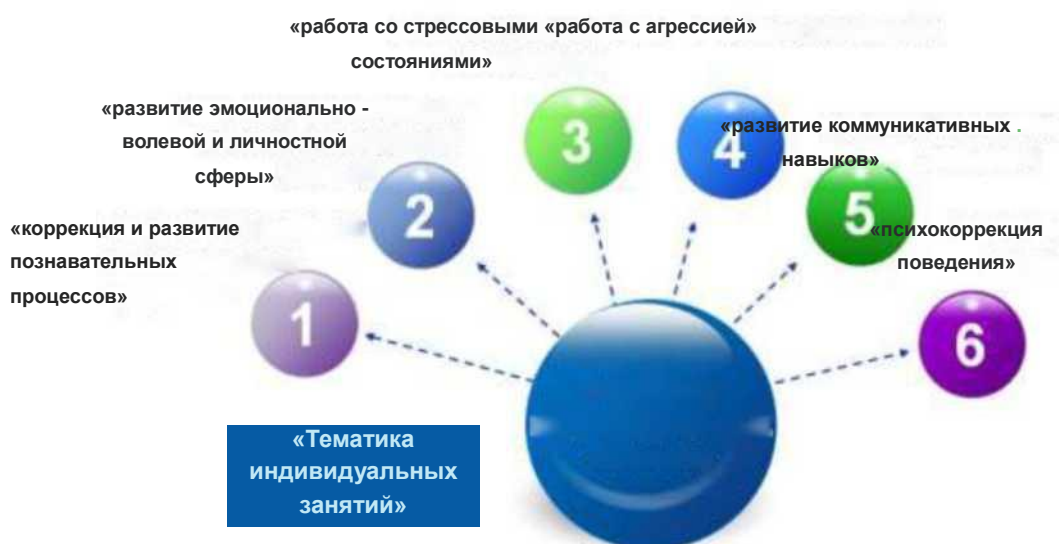 «работа со стрессовыми «работа с агрессией»
состояниями»
«развитие эмоционально -
волевой и личностной
сферы»
«развитие коммуникативных .
навыков»
«коррекция и развитие
познавательных
процессов»
«психокоррекция
поведения»
1
2
3
4
5
6
«Тематика
индивидуальных
занятий»